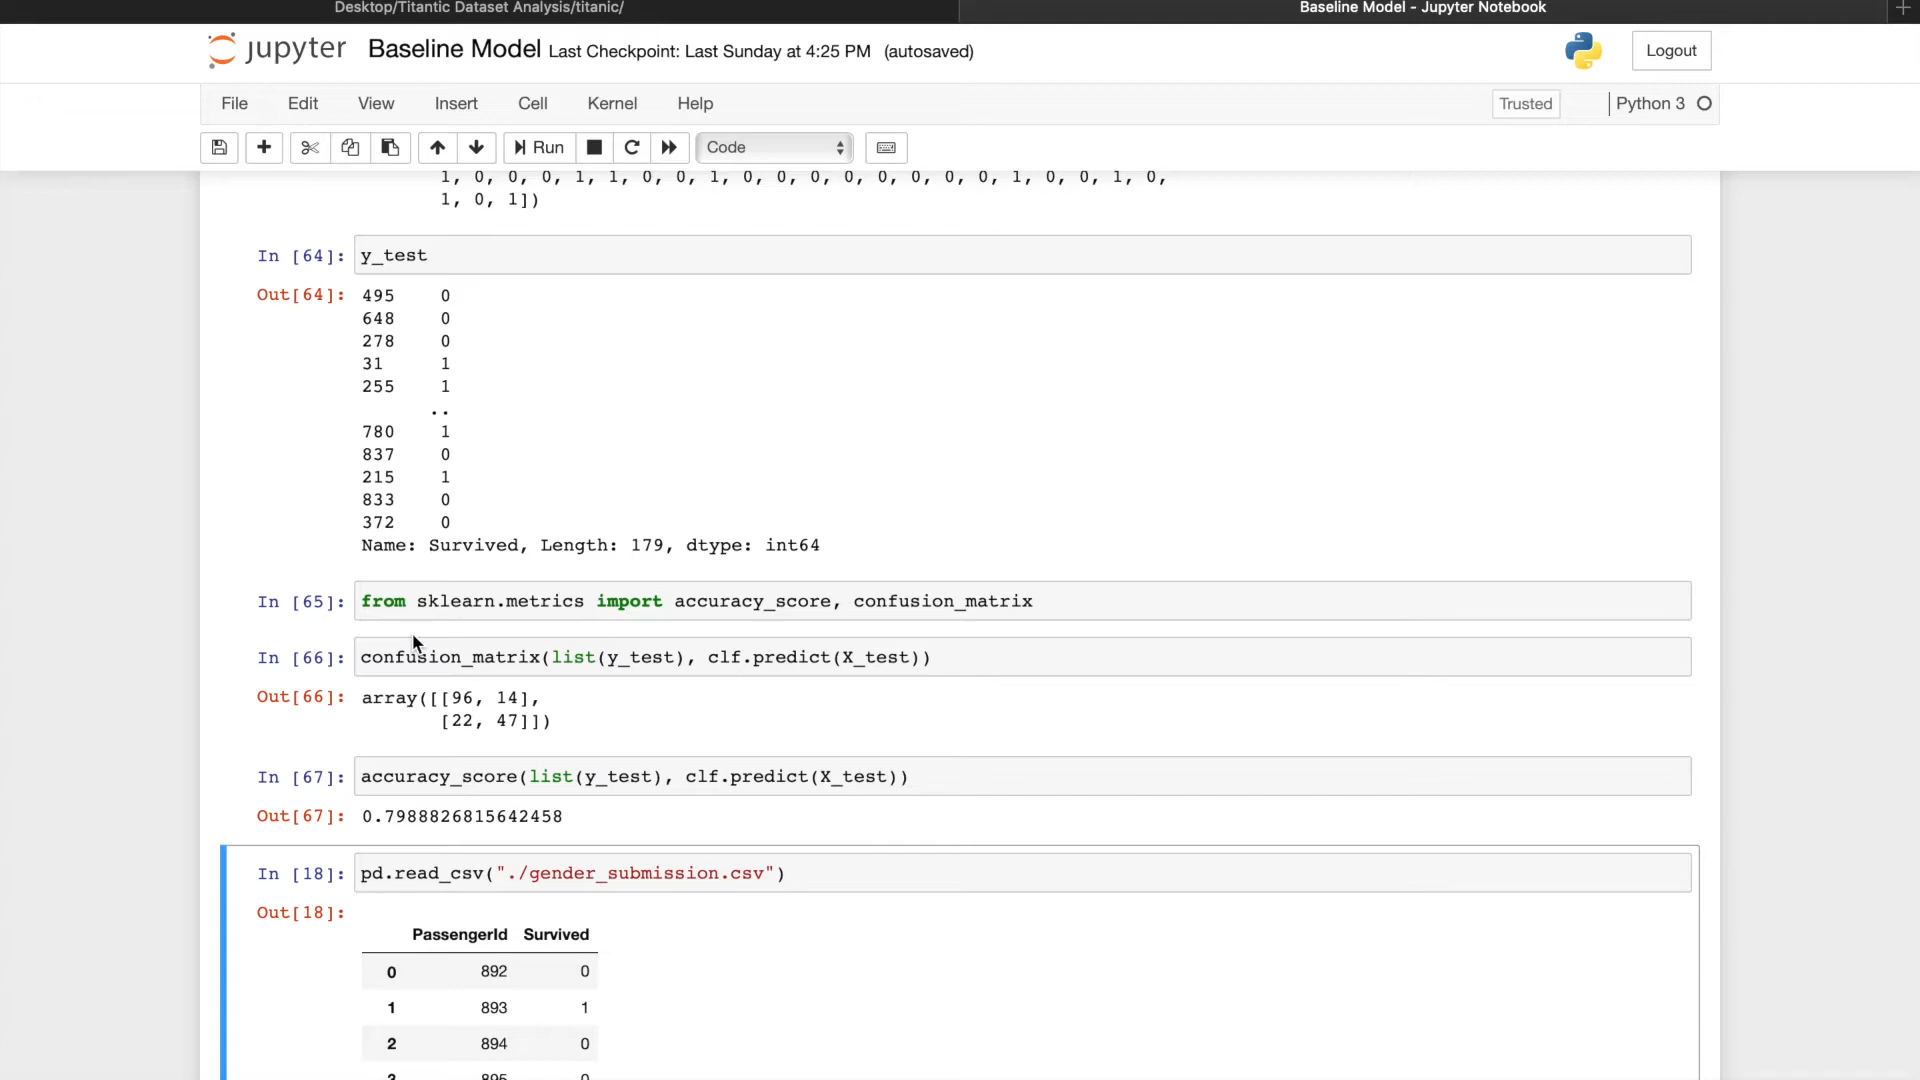 Desktop/Titantic Dataset Analysis/titanic/
Baseline Model - Jupyter Notebook
jupyter Baseline Model Last Checkpoint: Last Sunday at 4:25 PM (autosaved)
Logout
File Edit View Insert Cell Kernel Help
Trusted
Python 3
Run
Code
1, 0, 0, 0, 1, 1, 0, 0, 1, 0, 0, 0, 0, 0, 0, 0, 0, 1, 0, 0, 1, 0,
1, 0, 1])
In [64]: y_test
Out[64]: 495 0
648 0
278 0
31 1
255 1
..
780 1
837 0
215 1
833 0
372 0
Name: Survived, Length: 179, dtype: int64
In [65]: from sklearn.metrics import accuracy_score, confusion_matrix
In [66]: confusion_matrix(list(y_test), clf.predict(X_test))
Out[66]: array([[96, 14],
[22, 47]])
In [67]: accuracy_score(list(y_test), clf.predict(X_test))
Out[67]: 0.7988826815642458
In [18]: pd.read_csv("./gender_submission.csv")
Out[18]:
PassengerId Survived
0 892 0
1 893 1
2 894 0
3 895 0